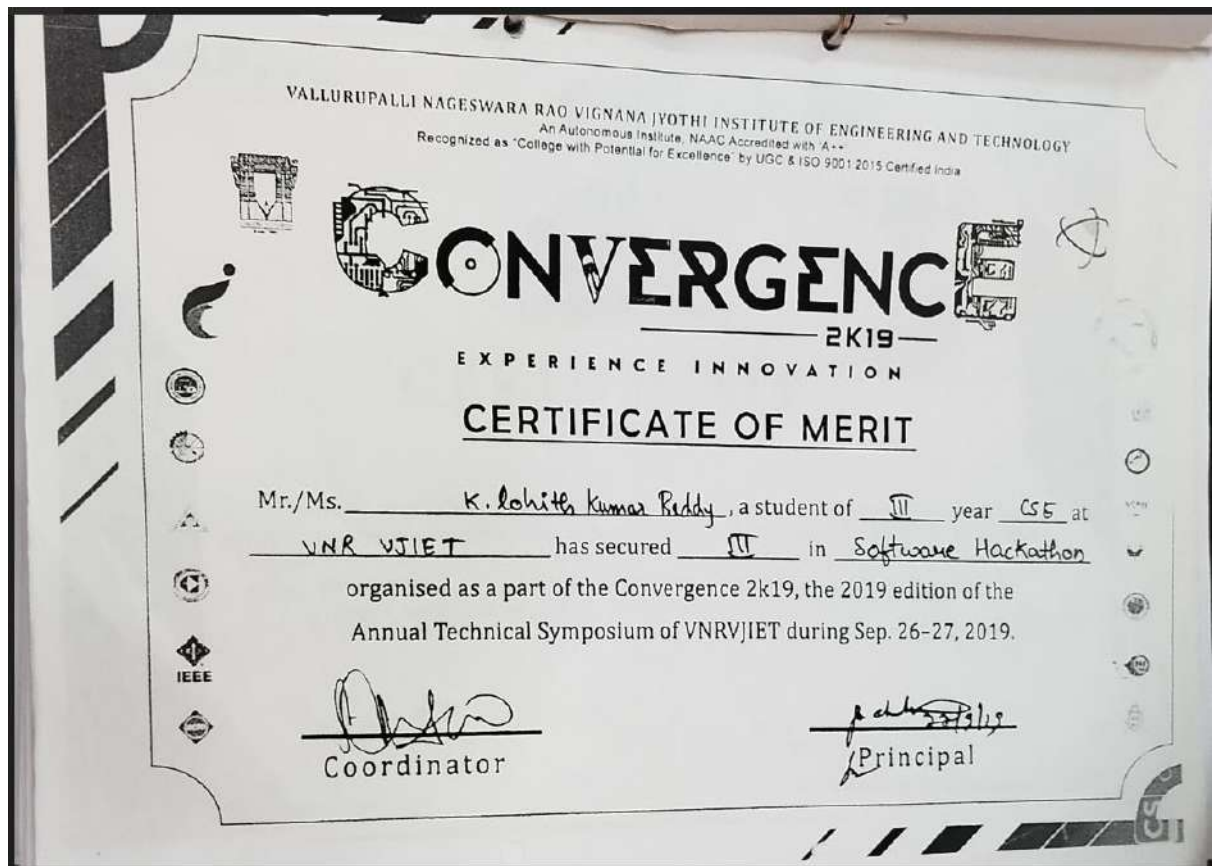 VALLURUPALLI NAGESWARA RAO VIGNANA JYOTHI INSTITUTE OF ENGINEERING AND TECHNOLOGY
An Autonomous Institute, NAAC Accredited with 'A++'
Recognized as "College with Potential for Excellence" by UGC & ISO 9001:2015 Certified India
CONVERGENCE
2K19
EXPERIENCE INNOVATION
CERTIFICATE OF MERIT
Mr./Ms. K. Lohith Kumar Reddy, a student of III year CSE at
VNR VJIET has secured III in Software Hackathon
organised as a part of the Convergence 2k19, the 2019 edition of the
Annual Technical Symposium of VNRVJIET during Sep. 26-27, 2019.
IEEE
Coordinator
Principal